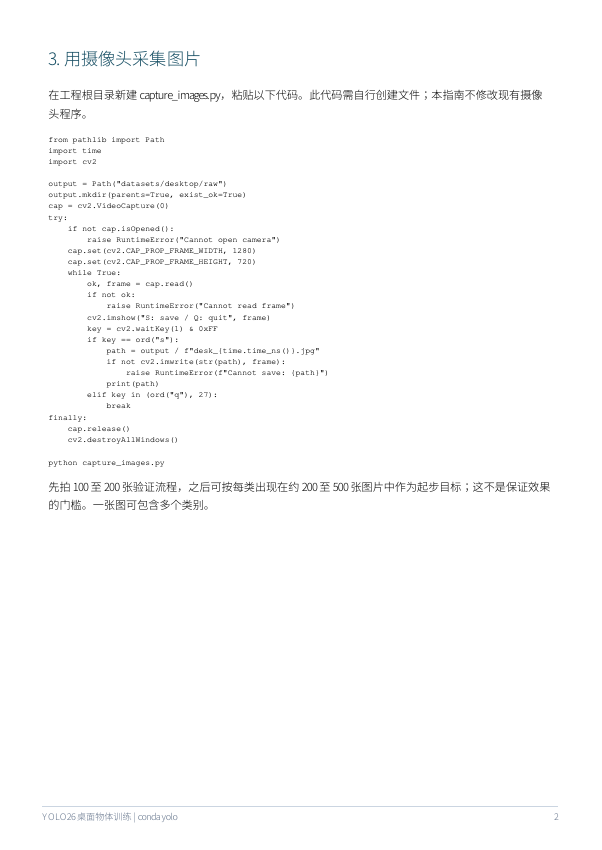 3. 用摄像头采集图片
在工程根目录新建 capture_images.py，粘贴以下代码。此代码需自行创建文件；本指南不修改现有摄像
头程序。
from pathlib import Path
import time
import cv2
output = Path("datasets/desktop/raw")
output.mkdir(parents=True, exist_ok=True)
cap = cv2.VideoCapture(0)
try:
    if not cap.isOpened():
        raise RuntimeError("Cannot open camera")
    cap.set(cv2.CAP_PROP_FRAME_WIDTH, 1280)
    cap.set(cv2.CAP_PROP_FRAME_HEIGHT, 720)
    while True:
        ok, frame = cap.read()
        if not ok:
            raise RuntimeError("Cannot read frame")
        cv2.imshow("S: save / Q: quit", frame)
        key = cv2.waitKey(1) & 0xFF
        if key == ord("s"):
            path = output / f"desk_{time.time_ns()}.jpg"
            if not cv2.imwrite(str(path), frame):
                raise RuntimeError(f"Cannot save: {path}")
            print(path)
        elif key in (ord("q"), 27):
            break
finally:
    cap.release()
    cv2.destroyAllWindows()
python capture_images.py
先拍 100 至 200 张验证流程，之后可按每类出现在约 200 至 500 张图片中作为起步目标；这不是保证效果
的门槛。一张图可包含多个类别。
YOLO26 桌面物体训练 | conda yolo
2